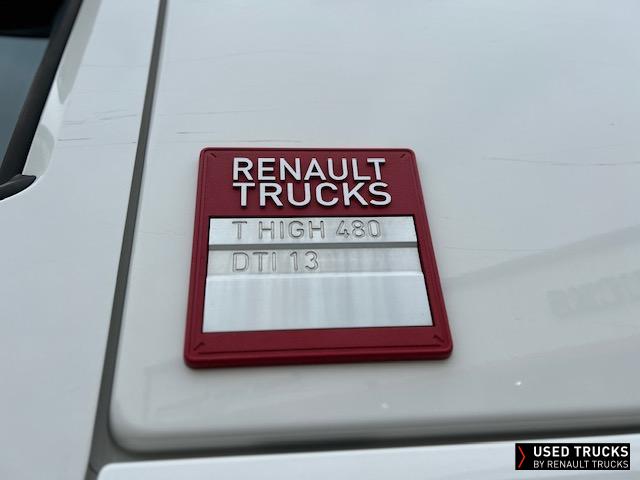 RENAULT
TRUCKS
T HIGH 480
DTI 13
USED TRUCKS
BY RENAULT TRUCKS